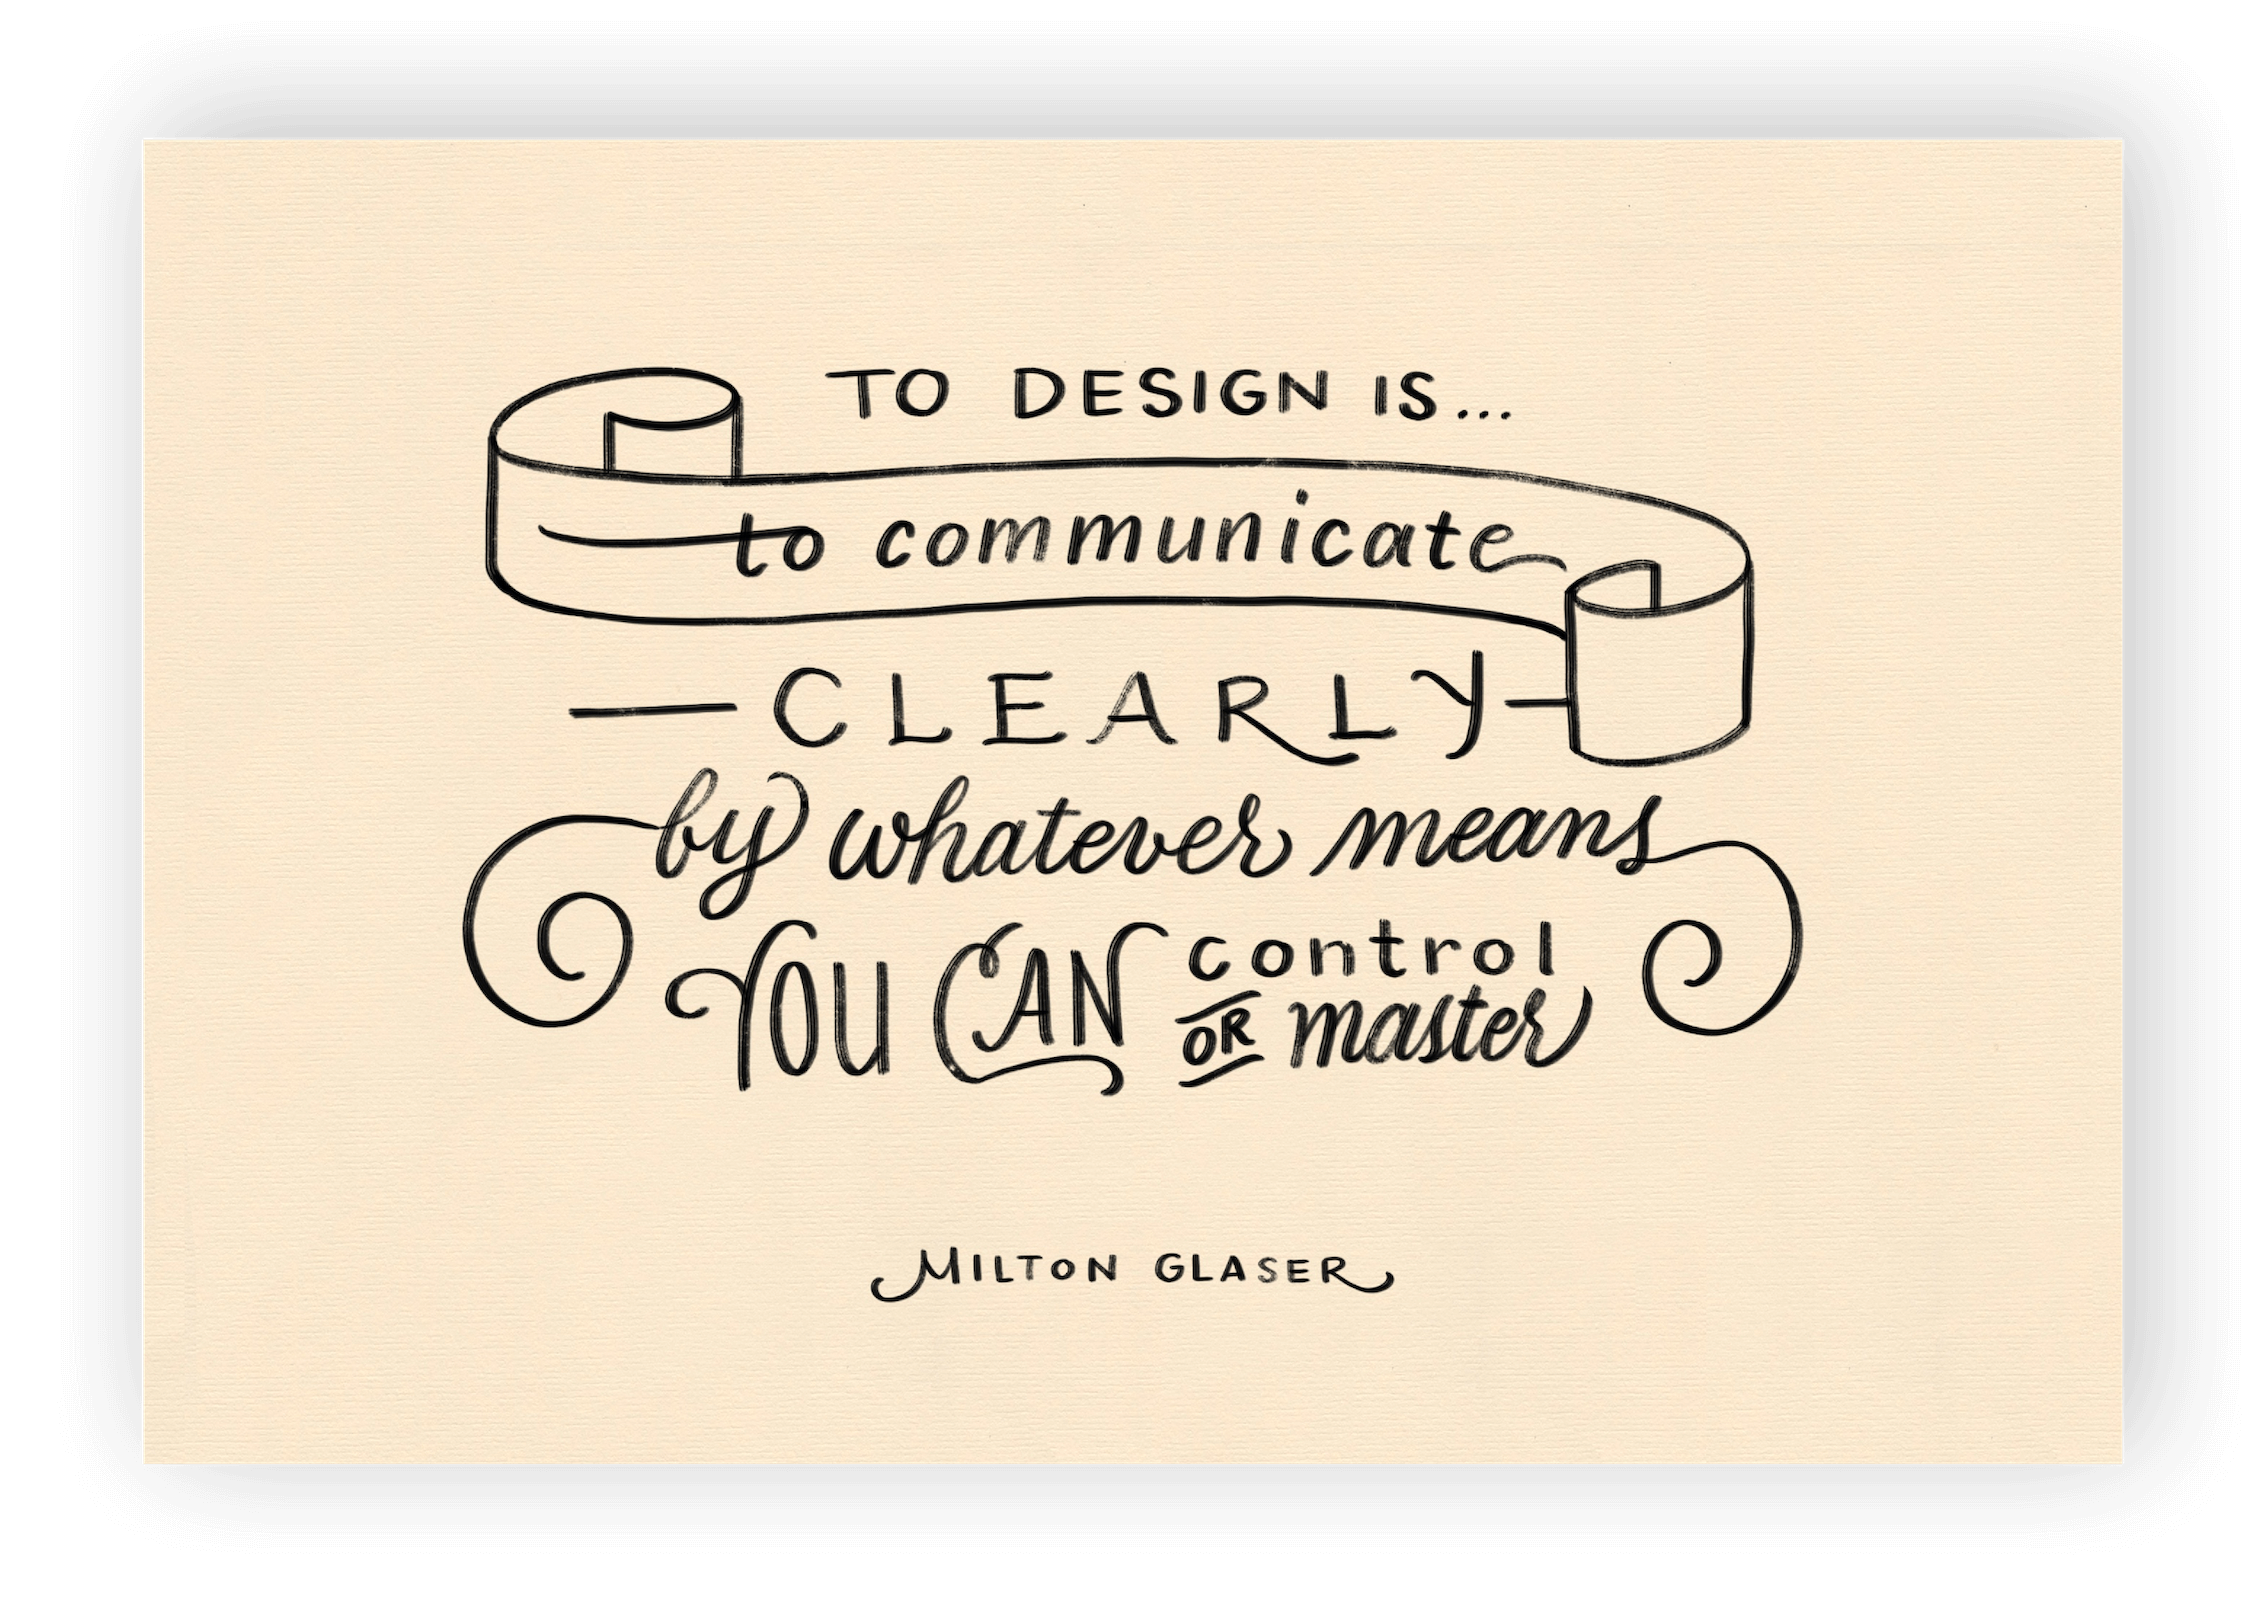 TO DESIGN IS...
to communicate
CLEARLY
by whatever means
YOU CAN control
OR master
MILTON GLASER